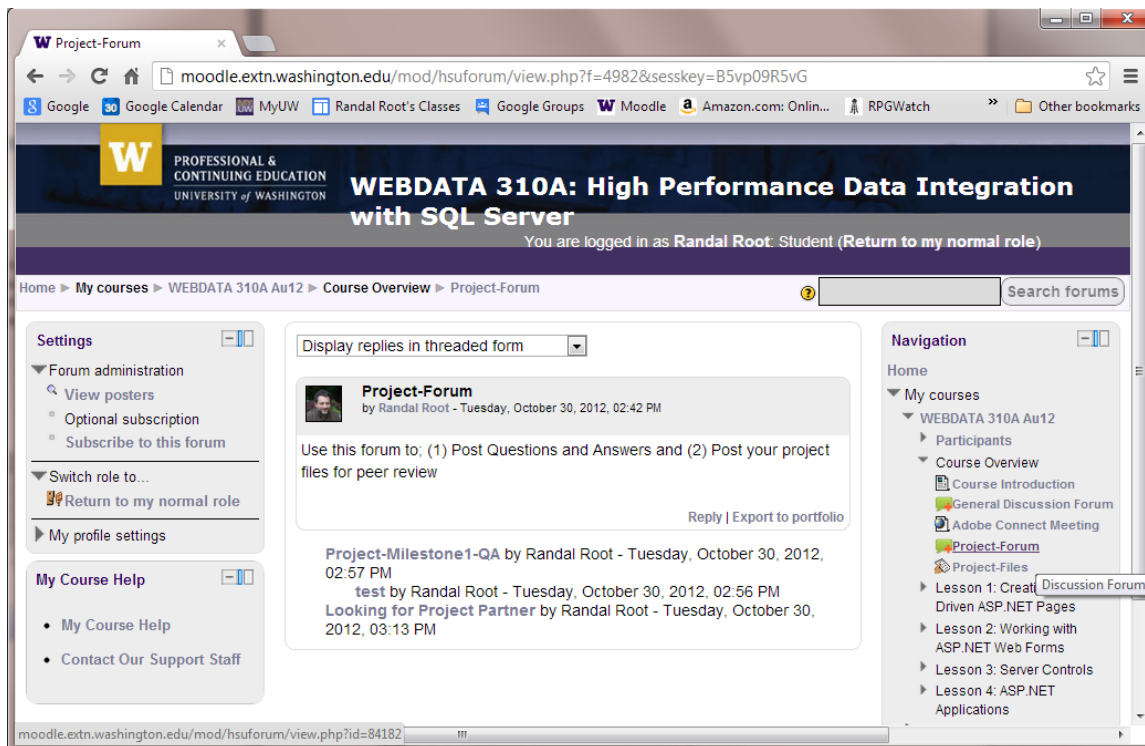 Project-Forum
moodle.extn.washington.edu/mod/hsuforum/view.php?f=4982&sesskey=B5vp09R5vG
Google 30 Google Calendar MyUW Randal Root's Classes Google Groups Moodle Amazon.com: Onlin... RPGWatch » Other bookmarks
W
PROFESSIONAL &
CONTINUING EDUCATION
UNIVERSITY of WASHINGTON
WEBDATA 310A: High Performance Data Integration
with SQL Server
You are logged in as Randal Root: Student (Return to my normal role)
Home ► My courses ► WEBDATA 310A Au12 ► Course Overview ► Project-Forum
Search forums
Settings
Forum administration
View posters
Optional subscription
Subscribe to this forum
Switch role to...
Return to my normal role
My profile settings
My Course Help
• My Course Help
• Contact Our Support Staff
Display replies in threaded form
Project-Forum
by Randal Root - Tuesday, October 30, 2012, 02:42 PM
Use this forum to; (1) Post Questions and Answers and (2) Post your project
files for peer review
Reply | Export to portfolio
Project-Milestone1-QA by Randal Root - Tuesday, October 30, 2012,
02:57 PM
test by Randal Root - Tuesday, October 30, 2012, 02:56 PM
Looking for Project Partner by Randal Root - Tuesday, October 30,
2012, 03:13 PM
Navigation
Home
My courses
WEBDATA 310A Au12
Participants
Course Overview
Course Introduction
General Discussion Forum
Adobe Connect Meeting
Project-Forum
Project-Files
Discussion Forum
Lesson 1: Creati
Driven ASP.NET Pages
Lesson 2: Working with
ASP.NET Web Forms
Lesson 3: Server Controls
Lesson 4: ASP.NET
Applications
moodle.extn.washington.edu/mod/hsuforum/view.php?id=84182